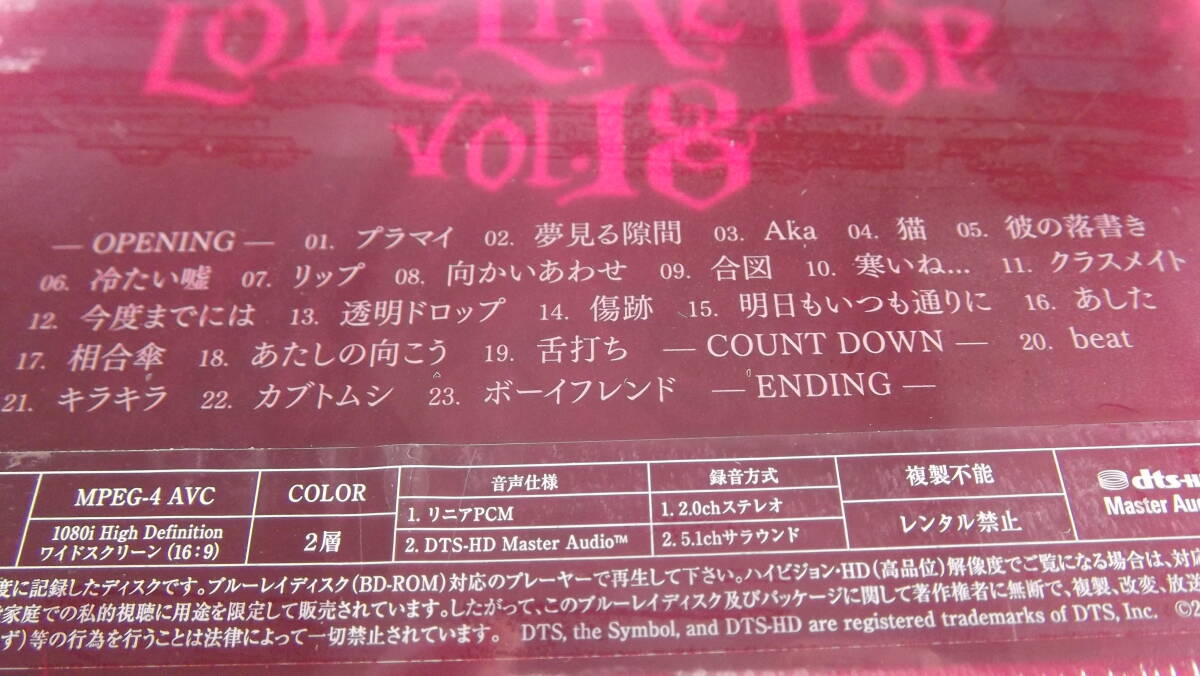 LOVE LIKE POP
VOL.18
— OPENING — 01. プラマイ 02. 夢見る隙間 03. Aka 04. 猫 05. 彼の落書き
06. 冷たい嘘 07. リップ 08. 向かいあわせ 09. 合図 10. 寒いね... 11. クラスメイト
12. 今度までには 13. 透明ドロップ 14. 傷跡 15. 明日もいつも通りに 16. あした
17. 相合傘 18. あたしの向こう 19. 舌打ち — COUNT DOWN — 20. beat
21. キラキラ 22. カブトムシ 23. ボーイフレンド — ENDING —
MPEG-4 AVC
1080i High Definition
ワイドスクリーン (16:9)
COLOR
2層
音声仕様
1. リニアPCM
2. DTS-HD Master Audio™
録音方式
1. 2.0chステレオ
2. 5.1chサラウンド
複製不能
レンタル禁止
dts-H
Master Au
度に記録したディスクです。ブルーレイディスク(BD-ROM)対応のプレーヤーで再生して下さい。ハイビジョン・HD(高品位)解像度でご覧になる場合は、対応
家庭での私的視聴に用途を限定して販売されています。したがって、このブルーレイディスク及びパッケージに関して著作権者に無断で、複製、改変、放送
ず)等の行為を行うことは法律によって一切禁止されています。 DTS, the Symbol, and DTS-HD are registered trademarks of DTS, Inc. ©